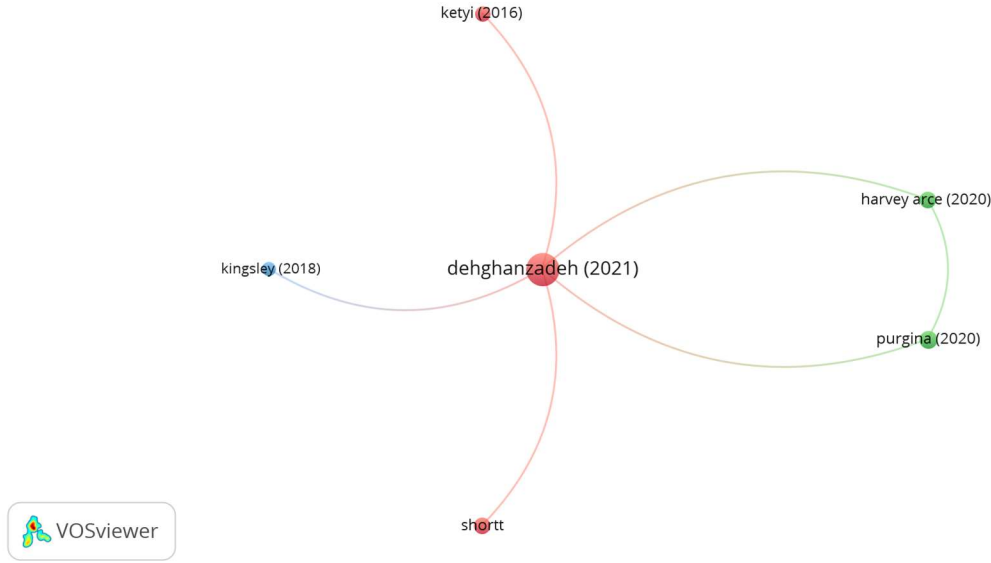 ketyi (2016)
harvey arce (2020)
kingsley (2018)
dehghanzadeh (2021)
purgina (2020)
shortt
VOSviewer